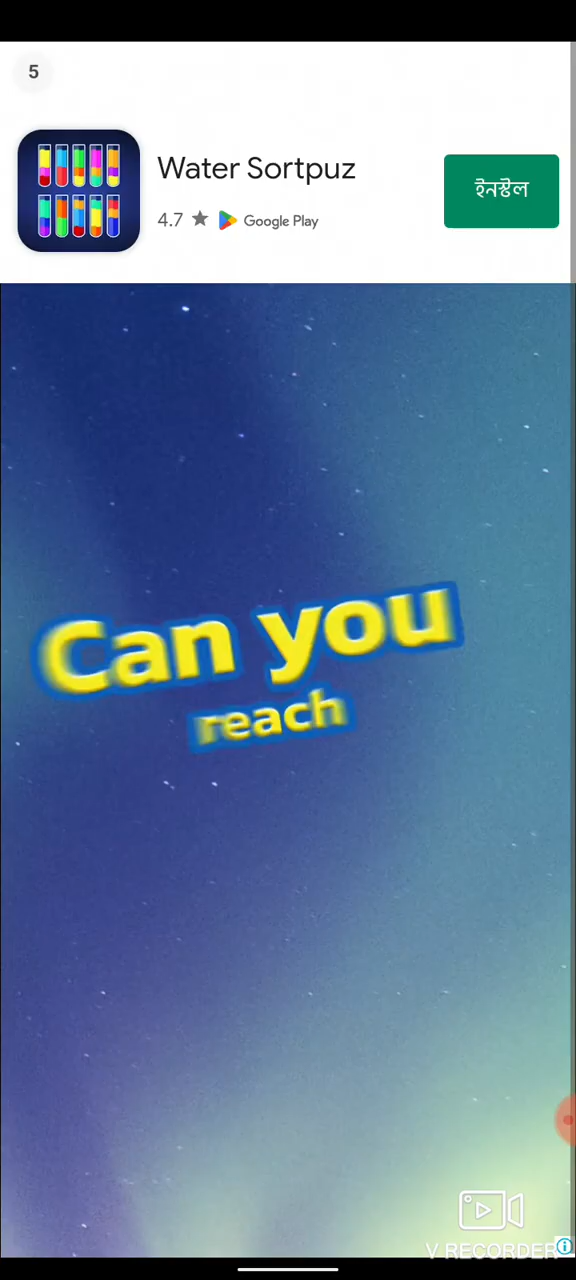 5
Water Sortpuz
4.7 ★ Google Play
ইনস্টল
Can you
reach
V RECORDER